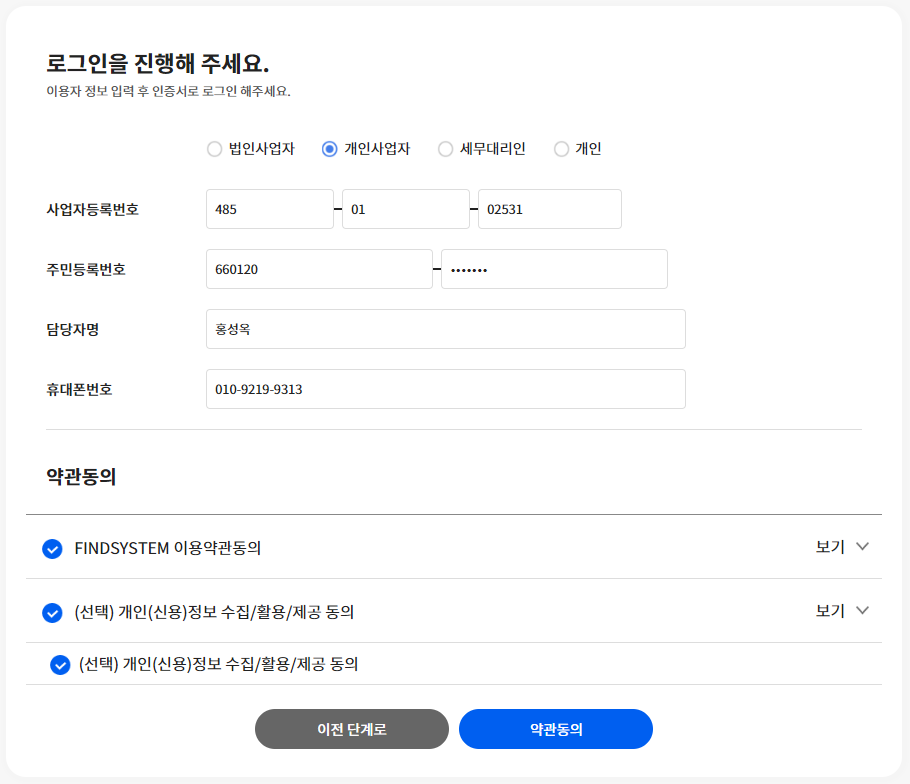 로그인을 진행해 주세요.
이용자 정보 입력 후 인증서로 로그인 해주세요.
법인사업자 개인사업자 세무대리인 개인
사업자등록번호 485 - 01 - 02531
주민등록번호 660120 - •••••••
담당자명 홍성옥
휴대폰번호 010-9219-9313
약관동의
FINDSYSTEM 이용약관동의 보기
(선택) 개인(신용)정보 수집/활용/제공 동의 보기
(선택) 개인(신용)정보 수집/활용/제공 동의
이전 단계로 약관동의